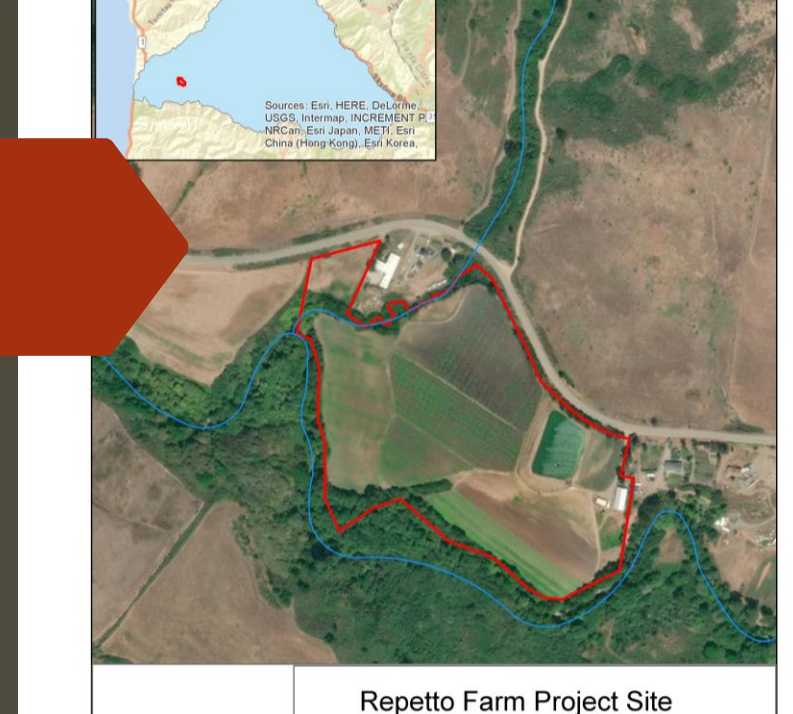 1
Sources: Esri, HERE, DeLorme,
USGS, Intermap, INCREMENT P,
NRCan, Esri Japan, METI, Esri
China (Hong Kong), Esri Korea,
Repetto Farm Project Site